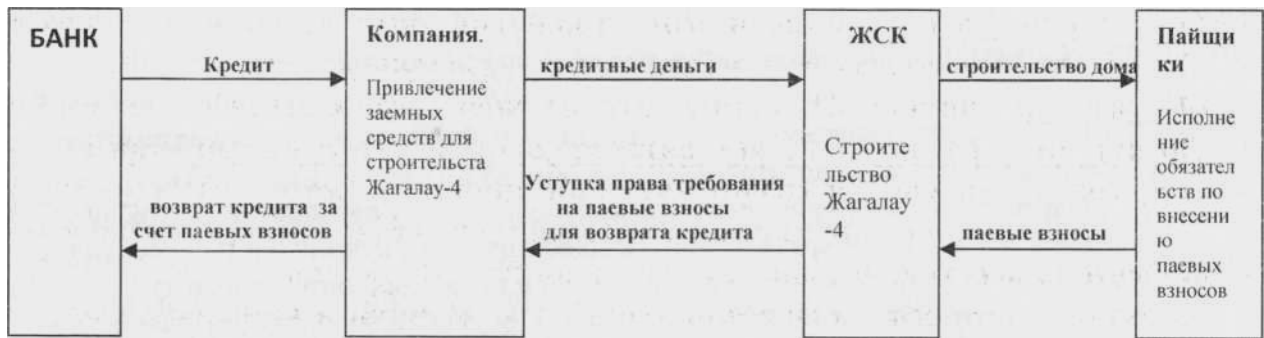 БАНК
Кредит
возврат кредита за
счет паевых взносов
Компания.
Привлечение
заемных
средств для
строительста
Жагалау-4
кредитные деньги
Уступка права требования
на паевые взносы
для возврата кредита
ЖСК
Строите
льство
Жагалау
-4
строительство дома
паевые взносы
Пайщи
ки
Исполне
ние
обязател
ьств по
внесени
ю
паевых
взносов